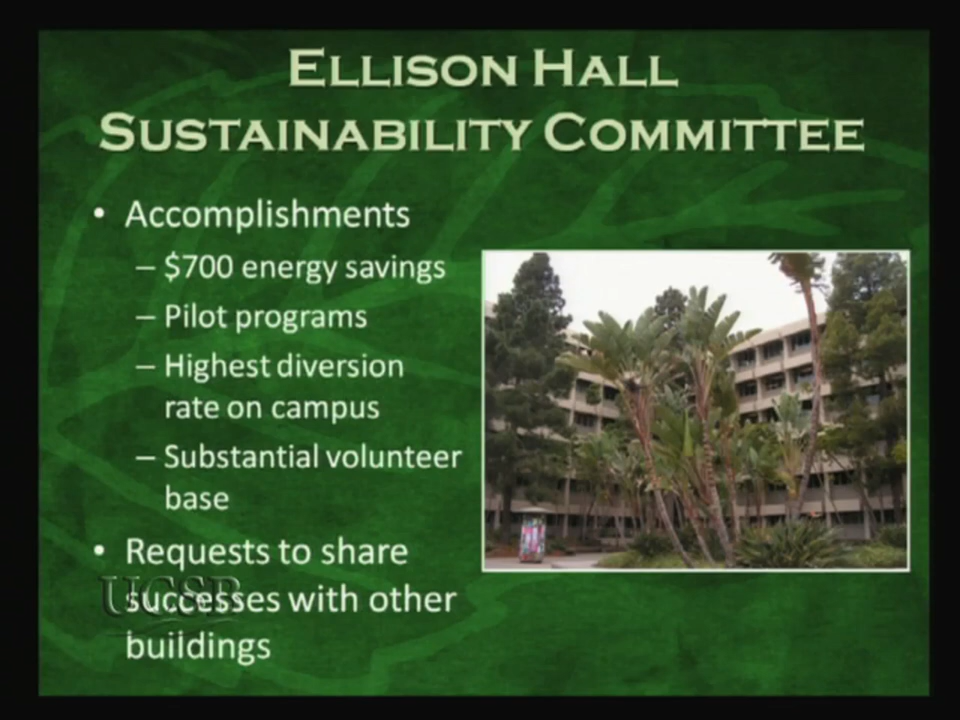 Ellison Hall
Sustainability Committee
• Accomplishments
– $700 energy savings
– Pilot programs
– Highest diversion
rate on campus
– Substantial volunteer
base
• Requests to share
successes with other
buildings
UCSB